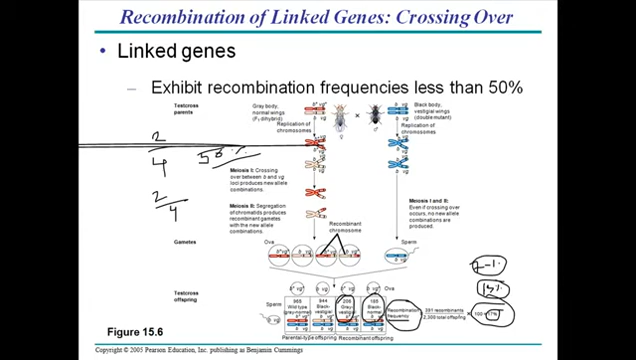 Recombination of Linked Genes: Crossing Over
• Linked genes
– Exhibit recombination frequencies less than 50%
Testcross
parents
Gray body,
normal wings
(F1 dihybrid)
Black body,
vestigial wings
(double mutant)
Replication of
chromosomes
Replication of
chromosomes
2
4
50%
2
4
Meiosis I: Crossing
over between b and vg
loci produces new allele
combinations.
Meiosis II: Segregation
of chromatids produces
recombinant gametes
with the new allele
combinations.
Meiosis I and II:
Even if crossing over
occurs, no new allele
combinations are
produced.
Recombinant
chromosome
Gametes
Ova
Sperm
Testcross
offspring
Sperm
Ova
965
Wild type
(gray-normal)
944
Black-
vestigial
206
Gray-
vestigial
185
Black-
normal
Recombination
frequency
391 recombinants
2,300 total offspring
× 100 = 17%
Parental-type offspring
Recombinant offspring
Figure 15.6
Copyright © 2005 Pearson Education, Inc. publishing as Benjamin Cummings